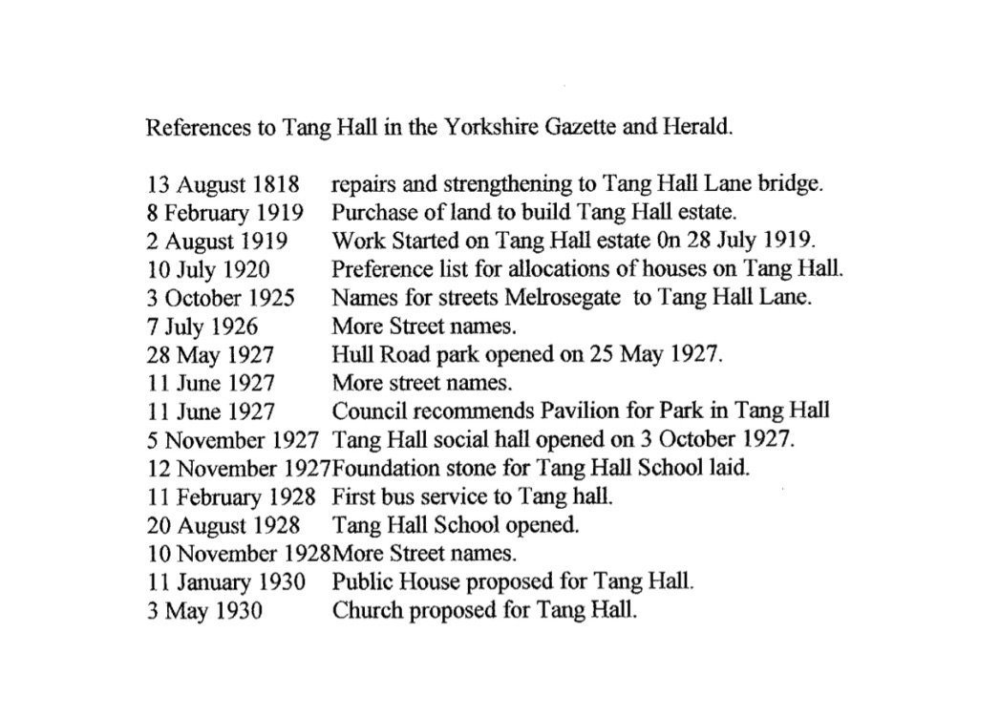 References to Tang Hall in the Yorkshire Gazette and Herald.
13 August 1818 repairs and strengthening to Tang Hall Lane bridge.
8 February 1919 Purchase of land to build Tang Hall estate.
2 August 1919 Work Started on Tang Hall estate 0n 28 July 1919.
10 July 1920 Preference list for allocations of houses on Tang Hall.
3 October 1925 Names for streets Melrosegate to Tang Hall Lane.
7 July 1926 More Street names.
28 May 1927 Hull Road park opened on 25 May 1927.
11 June 1927 More street names.
11 June 1927 Council recommends Pavilion for Park in Tang Hall
5 November 1927 Tang Hall social hall opened on 3 October 1927.
12 November 1927Foundation stone for Tang Hall School laid.
11 February 1928 First bus service to Tang hall.
20 August 1928 Tang Hall School opened.
10 November 1928More Street names.
11 January 1930 Public House proposed for Tang Hall.
3 May 1930 Church proposed for Tang Hall.